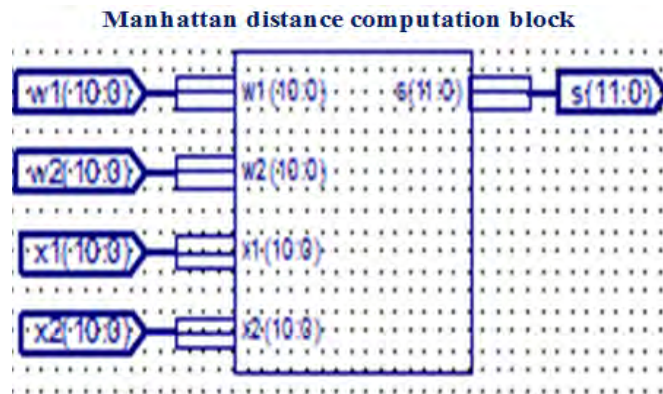 Manhattan distance computation block
w1(10:0) w1(10:0) s(11:0) s(11:0)
w2(10:0) w2(10:0)
x1(10:0) x1(10:0)
x2(10:0) x2(10:0)